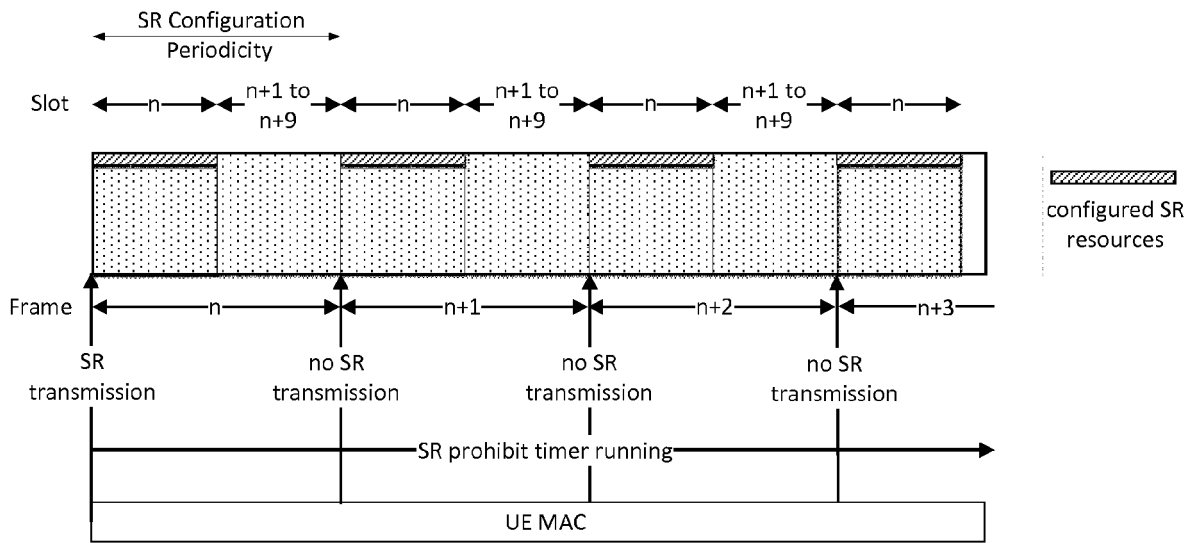 SR Configuration
Periodicity
Slot
n
n+1 to
n+9
n
n+1 to
n+9
n
n+1 to
n+9
n
configured SR
resources
Frame
n
n+1
n+2
n+3
SR
transmission
no SR
transmission
no SR
transmission
no SR
transmission
SR prohibit timer running
UE MAC